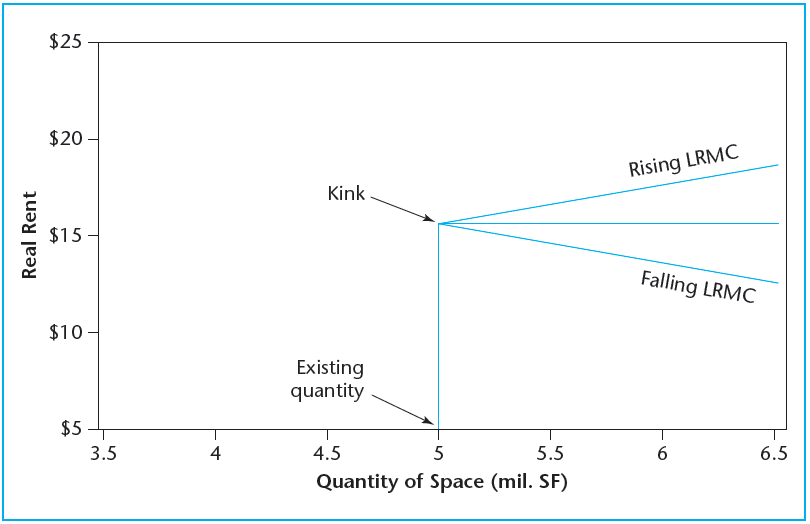 $25
$20
$15
$10
$5
Real Rent
Kink
Rising LRMC
Falling LRMC
Existing
quantity
3.5 4 4.5 5 5.5 6 6.5
Quantity of Space (mil. SF)